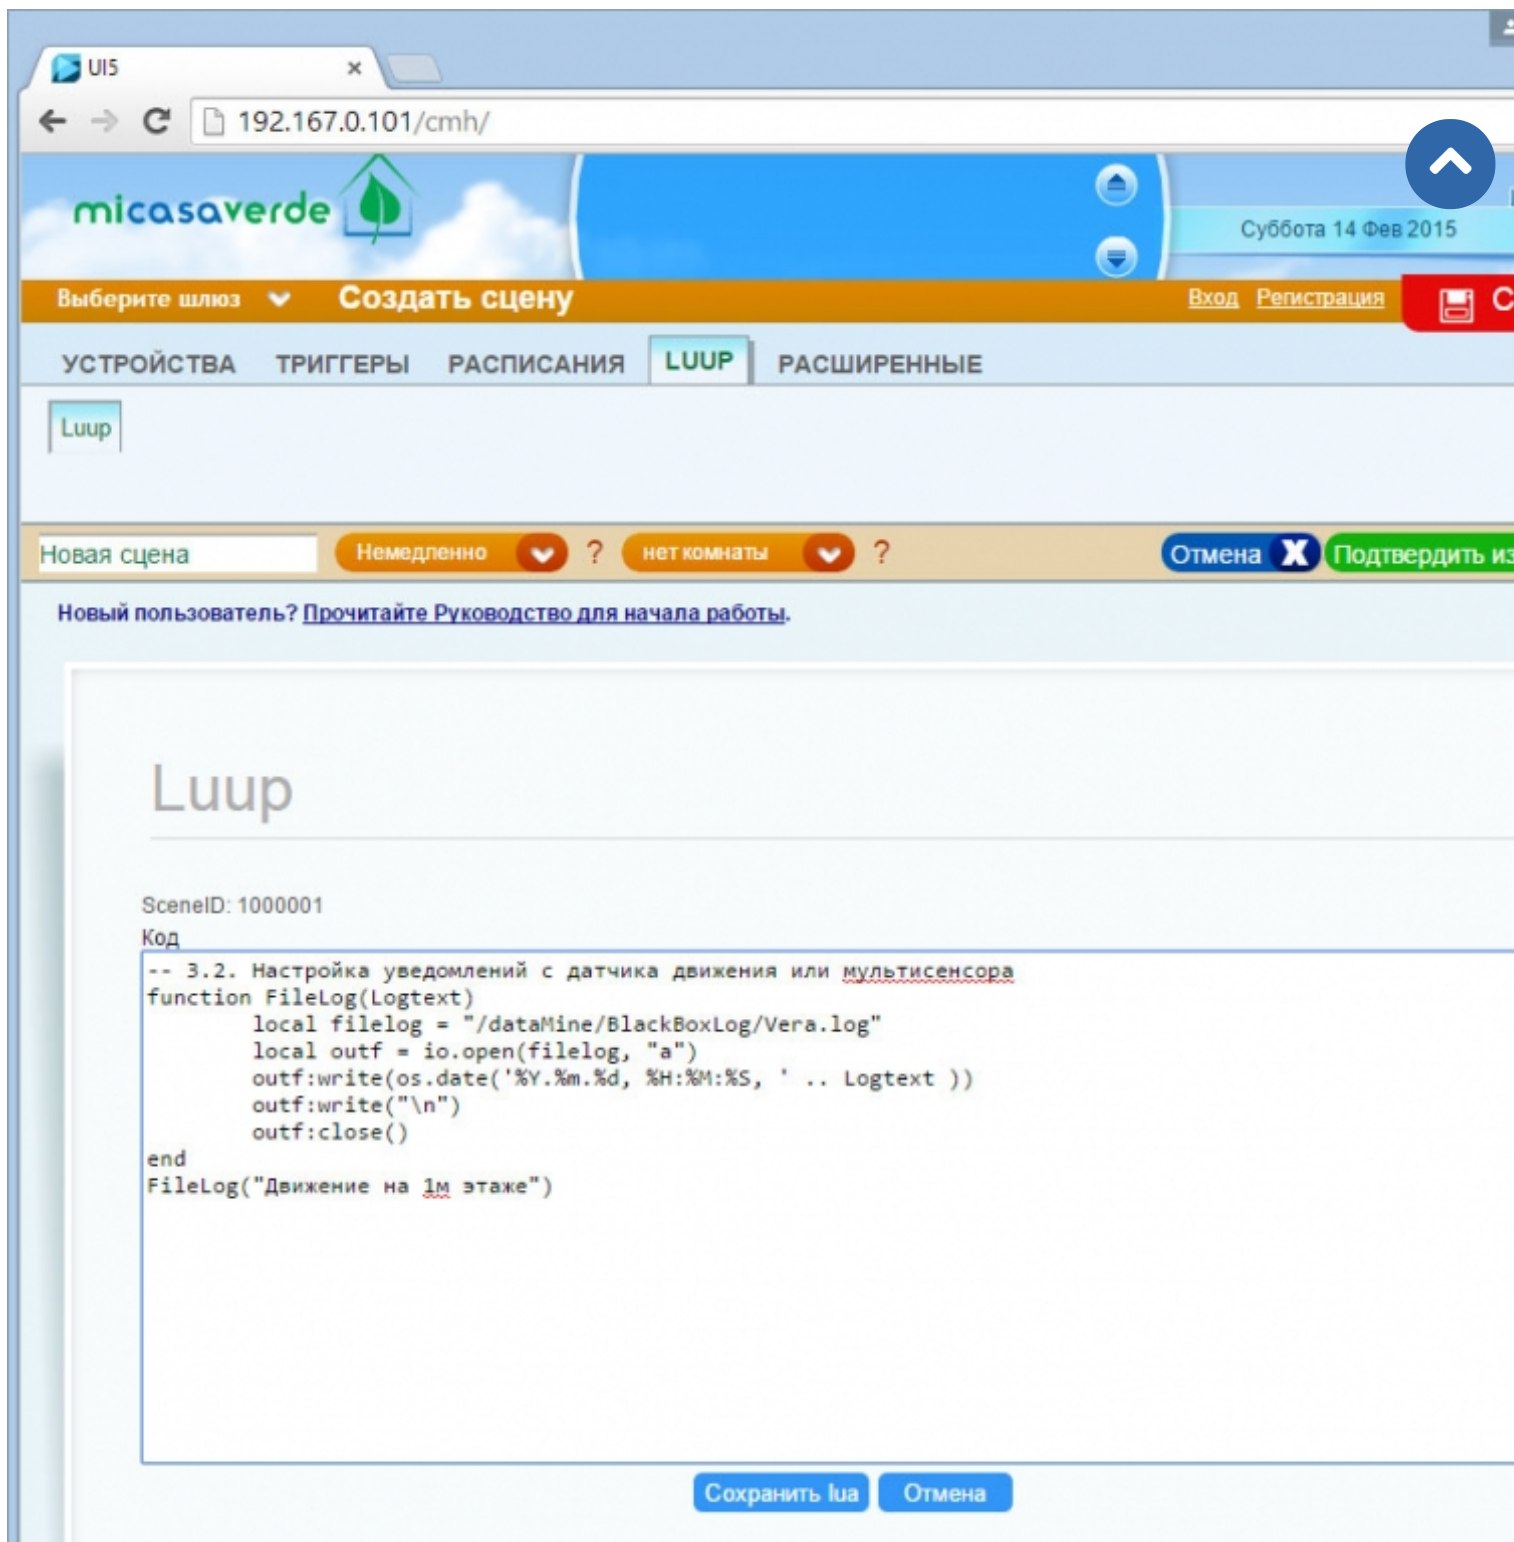 UI5
192.167.0.101/cmh/
micasaverde
Суббота 14 Фев 2015
Выберите шлюз Создать сцену Вход Регистрация
УСТРОЙСТВА ТРИГГЕРЫ РАСПИСАНИЯ LUUP РАСШИРЕННЫЕ
Luup
Новая сцена Немедленно ? нет комнаты ? Отмена X Подтвердить из
Новый пользователь? Прочитайте Руководство для начала работы.
Luup
SceneID: 1000001
Код
-- 3.2. Настройка уведомлений с датчика движения или мультисенсора
function FileLog(Logtext)
local filelog = "/dataMine/BlackBoxLog/Vera.log"
local outf = io.open(filelog, "a")
outf:write(os.date('%Y.%m.%d, %H:%M:%S, ' .. Logtext ))
outf:write("\n")
outf:close()
end
FileLog("Движение на 1м этаже")
Сохранить lua Отмена